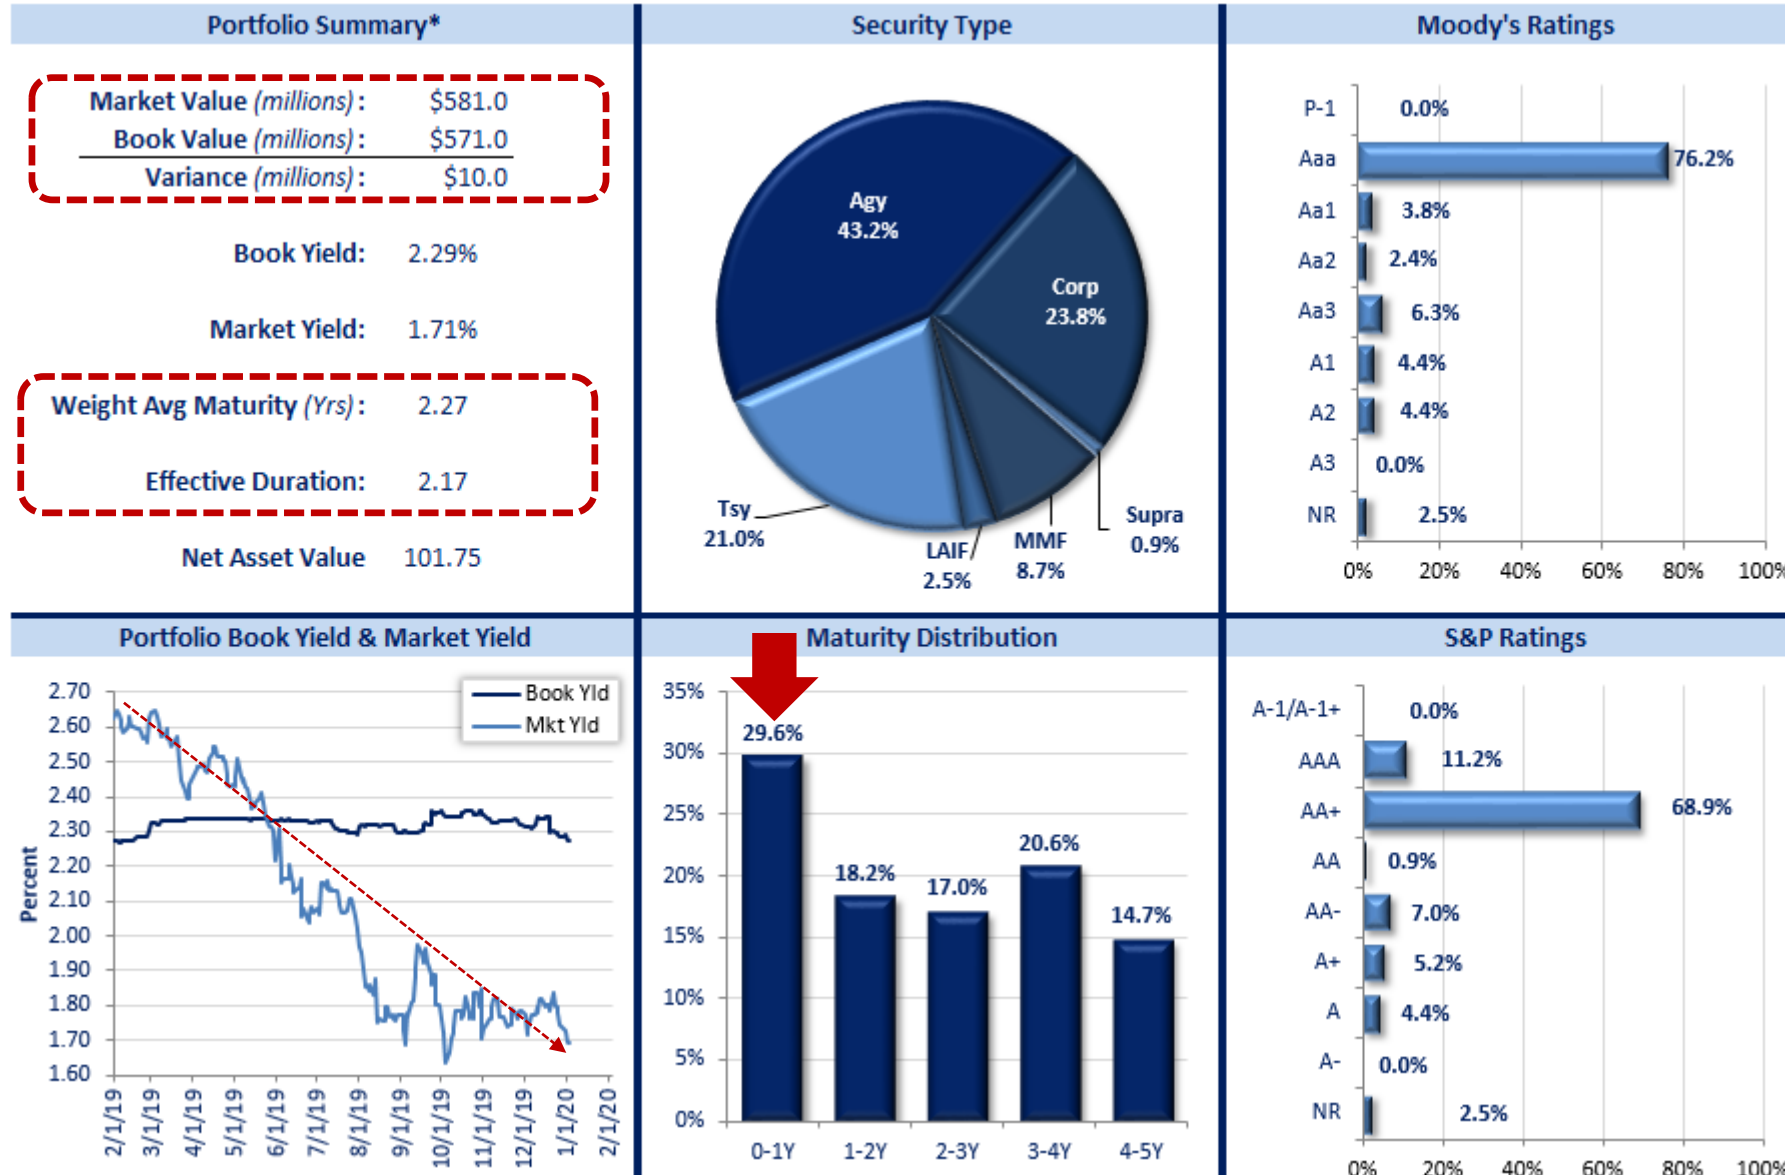 Portfolio Summary*
Market Value (millions) : $581.0
Book Value (millions) : $571.0
Variance (millions) : $10.0
Book Yield: 2.29%
Market Yield: 1.71%
Weight Avg Maturity (Yrs) : 2.27
Effective Duration: 2.17
Net Asset Value 101.75
Security Type
Agy
43.2%
Corp
23.8%
Supra
0.9%
MMF
8.7%
LAIF
2.5%
Tsy
21.0%
Moody's Ratings
P-1 0.0%
Aaa 76.2%
Aa1 3.8%
Aa2 2.4%
Aa3 6.3%
A1 4.4%
A2 4.4%
A3 0.0%
NR 2.5%
0% 20% 40% 60% 80% 100%
Portfolio Book Yield & Market Yield
Book Yld
Mkt Yld
Percent
2.70
2.60
2.50
2.40
2.30
2.20
2.10
2.00
1.90
1.80
1.70
1.60
2/1/19 3/1/19 4/1/19 5/1/19 6/1/19 7/1/19 8/1/19 9/1/19 10/1/19 11/1/19 12/1/19 1/1/20 2/1/20
Maturity Distribution
35%
30%
25%
20%
15%
10%
5%
0%
29.6% 18.2% 17.0% 20.6% 14.7%
0-1Y 1-2Y 2-3Y 3-4Y 4-5Y
S&P Ratings
A-1/A-1+ 0.0%
AAA 11.2%
AA+ 68.9%
AA 0.9%
AA- 7.0%
A+ 5.2%
A 4.4%
A- 0.0%
NR 2.5%
0% 20% 40% 60% 80% 100%